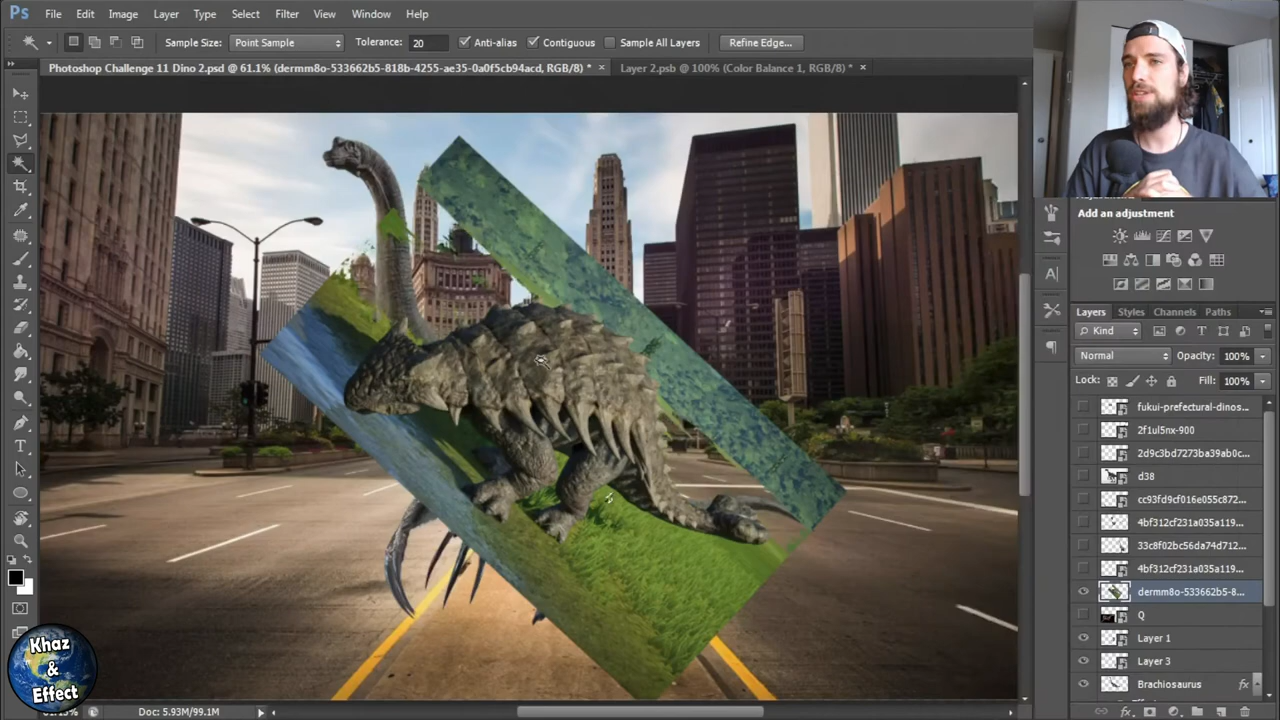 Ps File Edit Image Layer Type Select Filter View Window Help
Sample Size: Point Sample Tolerance: 20 Anti-alias Contiguous Sample All Layers Refine Edge...
Photoshop Challenge 11 Dino 2.psd @ 61.1% (dermm8o-533662b5-818b-4255-ae35-0a0f5cb94acd, RGB/8) * × Layer 2.psb @ 100% (Color Balance 1, RGB/8) * ×
Add an adjustment
Layers Styles Channels Paths
Kind
Normal Opacity: 100%
Lock: Fill: 100%
fukui-prefectural-dinos...
2f1ul5nx-900
2d9c3bd7273ba39ab0c...
d38
cc93fd9cf016e055c872...
4bf312cf231a035a119...
33c8f02bc56da74d712...
4bf312cf231a035a119...
dermm8o-533662b5-8...
Q
Layer 1
Layer 3
Brachiosaurus fx
Khaz
&
Effect
Doc: 5.93M/99.1M